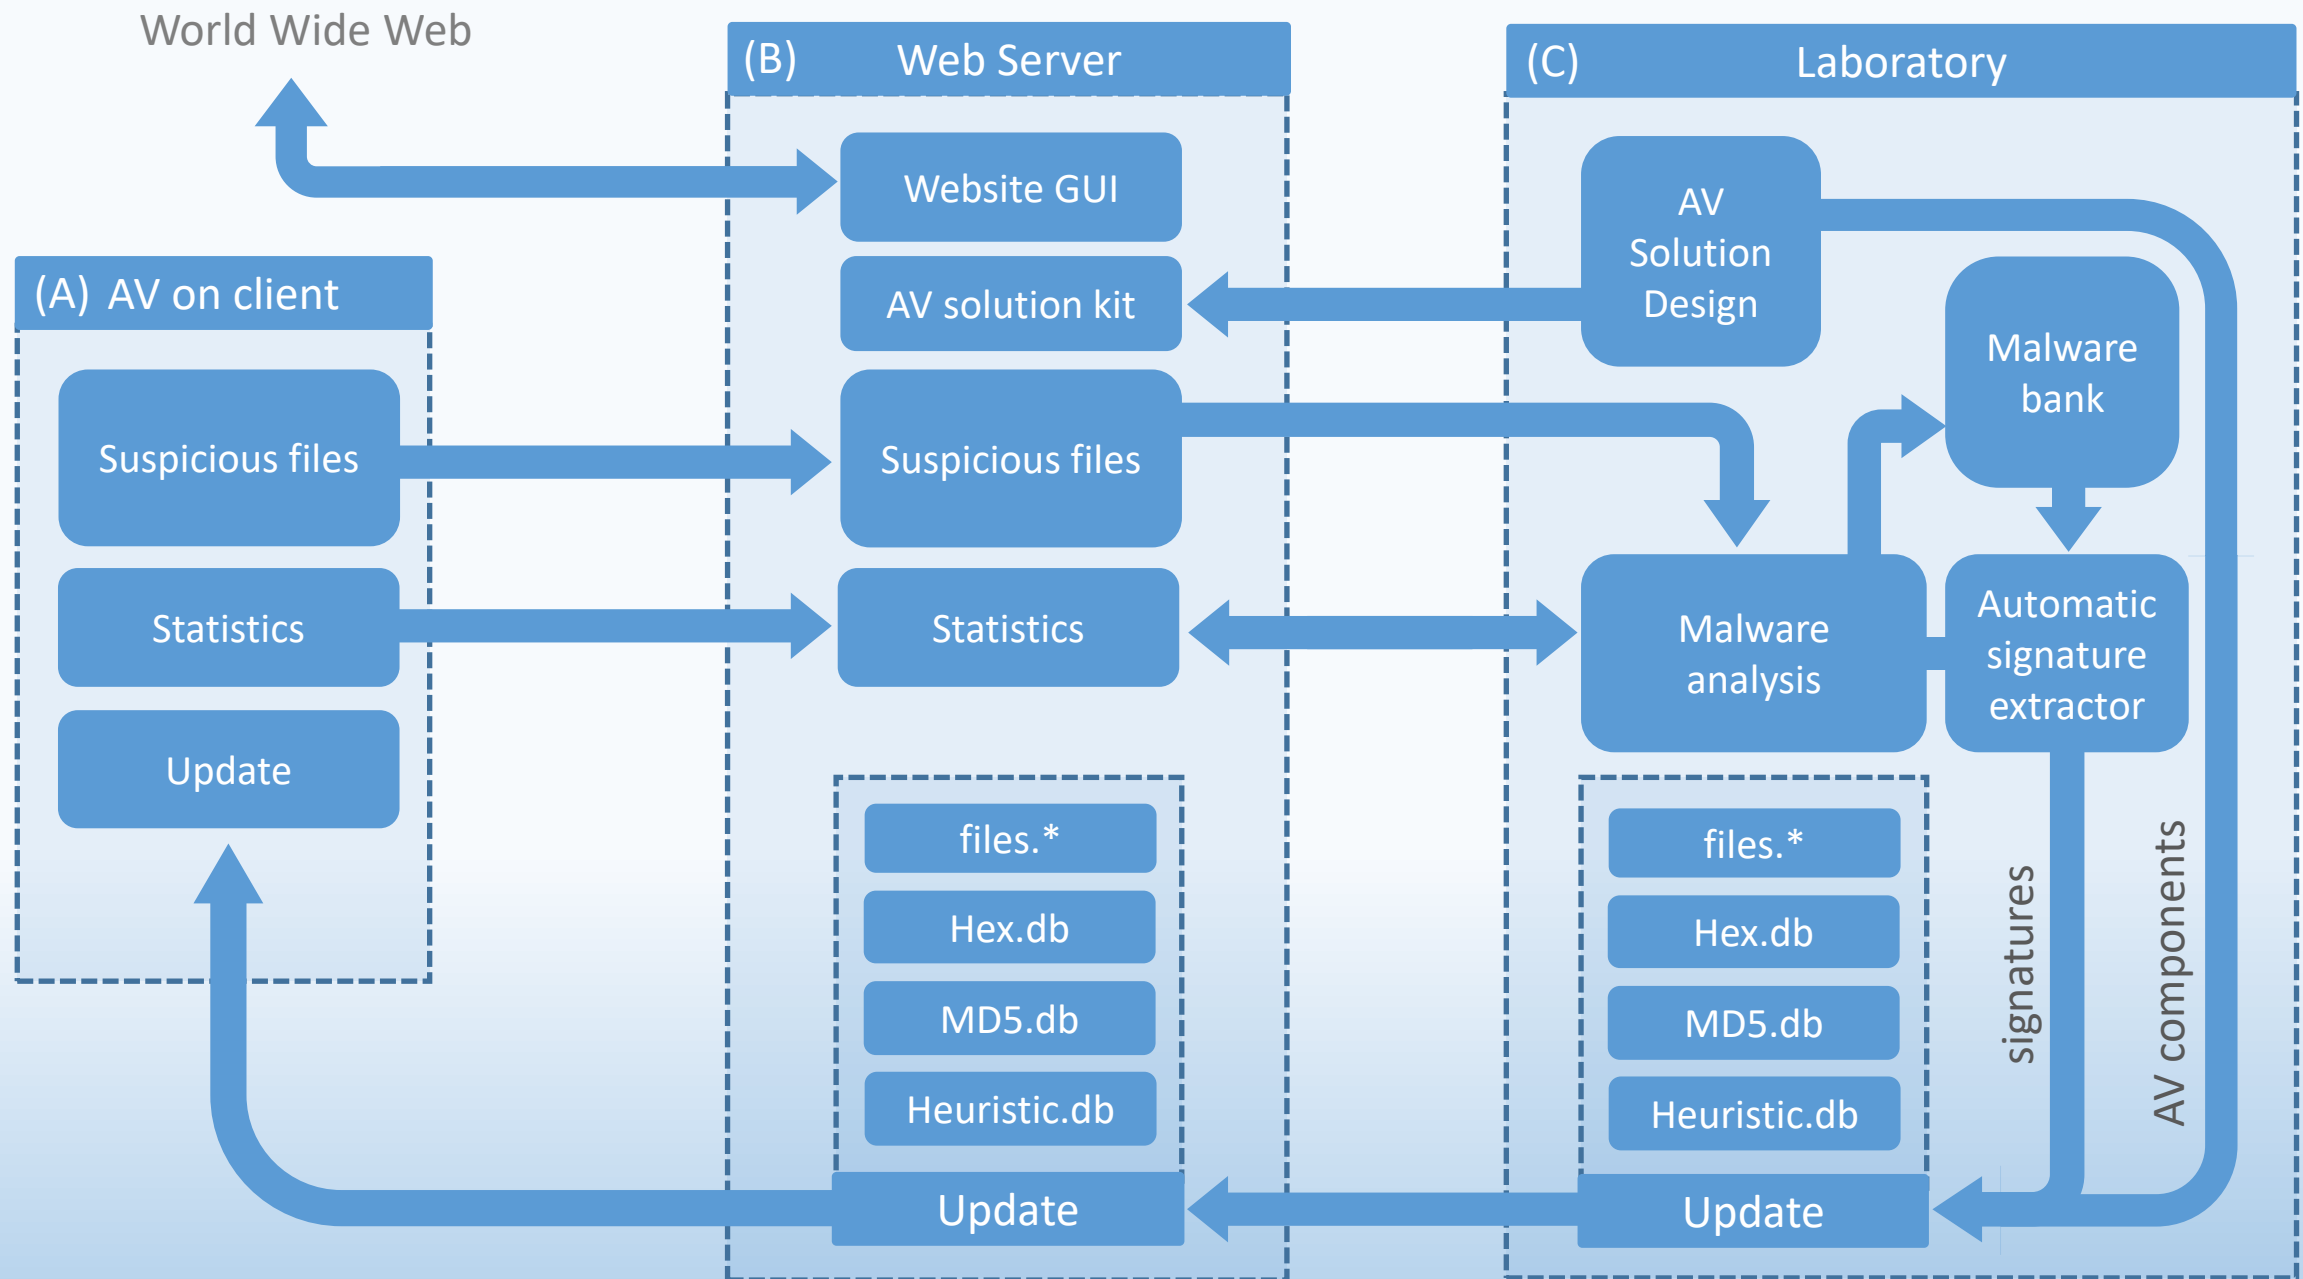 World Wide Web
(A) AV on client
Suspicious files
Statistics
Update
(B) Web Server
Website GUI
AV solution kit
Suspicious files
Statistics
files.*
Hex.db
MD5.db
Heuristic.db
Update
(C) Laboratory
AV
Solution
Design
Malware
bank
Malware
analysis
Automatic
signature
extractor
files.*
Hex.db
MD5.db
Heuristic.db
Update
signatures
AV components